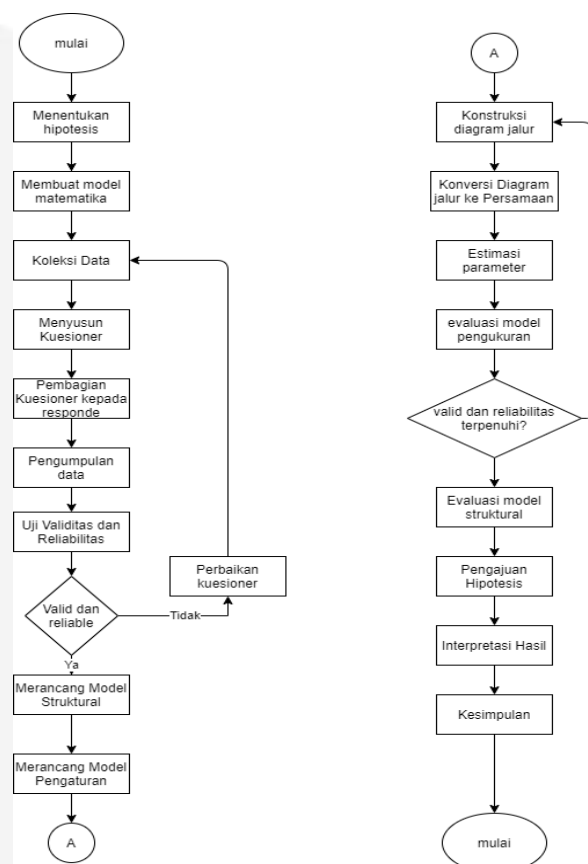 mulai
Menentukan
hipotesis
Membuat model
matematika
Koleksi Data
Menyusun
Kuesioner
Pembagian
Kuesioner kepada
responde
Pengumpulan
data
Uji Validitas dan
Reliabilitas
Perbaikan
kuesioner
Valid dan
reliable
Tidak
Ya
Merancang Model
Struktural
Merancang Model
Pengaturan
A
A
Konstruksi
diagram jalur
Konversi Diagram
jalur ke Persamaan
Estimasi
parameter
evaluasi model
pengukuran
valid dan reliabilitas
terpenuhi?
Evaluasi model
struktural
Pengajuan
Hipotesis
Interpretasi Hasil
Kesimpulan
mulai